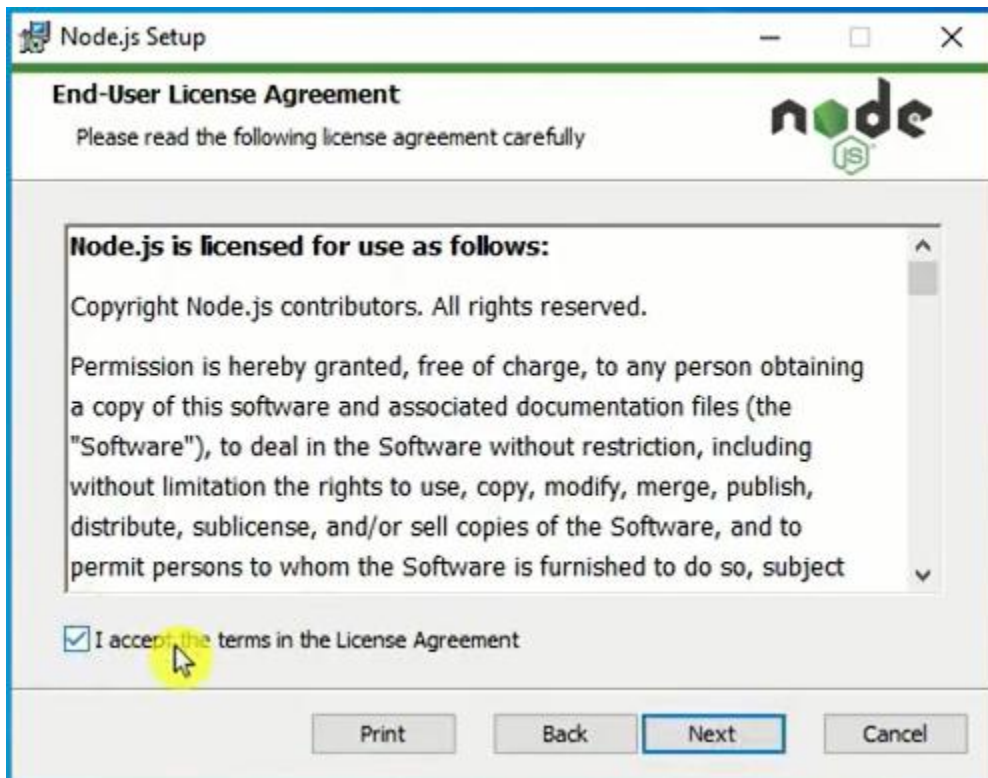 Node.js Setup
End-User License Agreement
Please read the following license agreement carefully
node
JS
Node.js is licensed for use as follows:
Copyright Node.js contributors. All rights reserved.
Permission is hereby granted, free of charge, to any person obtaining
a copy of this software and associated documentation files (the
"Software"), to deal in the Software without restriction, including
without limitation the rights to use, copy, modify, merge, publish,
distribute, sublicense, and/or sell copies of the Software, and to
permit persons to whom the Software is furnished to do so, subject
I accept the terms in the License Agreement
Print Back Next Cancel